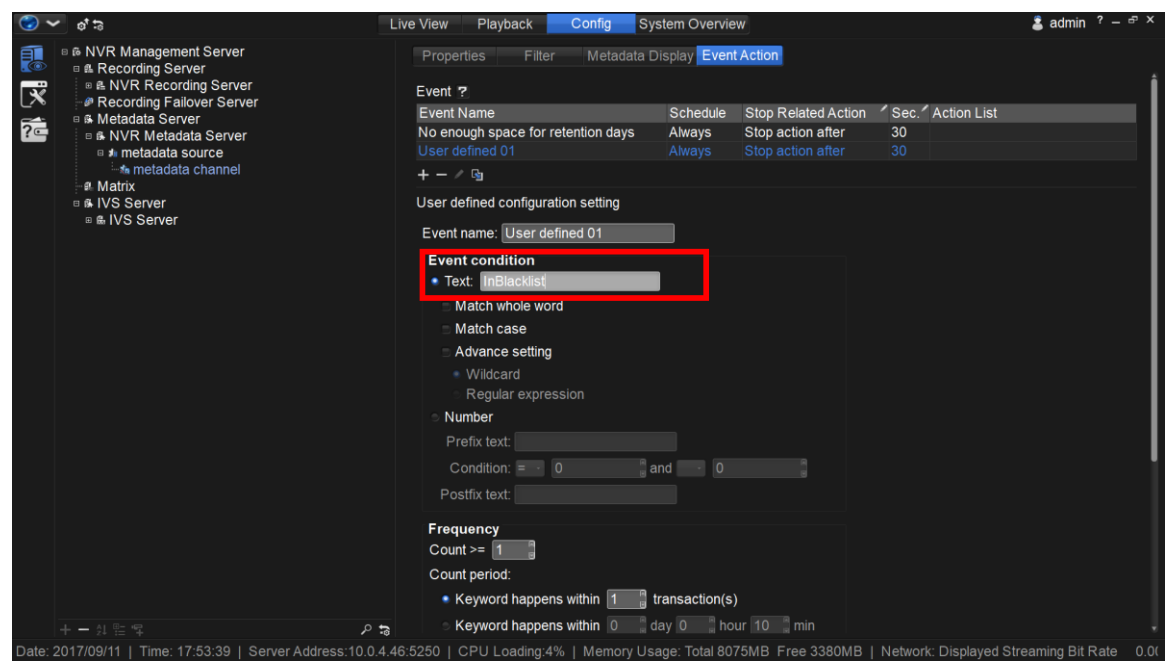 Live View Playback Config System Overview admin ? – ×
NVR Management Server
Recording Server
NVR Recording Server
Recording Failover Server
Metadata Server
NVR Metadata Server
metadata source
metadata channel
Matrix
IVS Server
IVS Server
Properties Filter Metadata Display Event Action
Event ?
Event Name Schedule Stop Related Action Sec. Action List
No enough space for retention days Always Stop action after 30
User defined 01 Always Stop action after 30
User defined configuration setting
Event name: User defined 01
Event condition
Text: InBlacklist
Match whole word
Match case
Advance setting
Wildcard
Regular expression
Number
Prefix text:
Condition: = 0 and 0
Postfix text:
Frequency
Count >= 1
Count period:
Keyword happens within 1 transaction(s)
Keyword happens within 0 day 0 hour 10 min
Date: 2017/09/11 | Time: 17:53:39 | Server Address:10.0.4.46:5250 | CPU Loading:4% | Memory Usage: Total 8075MB Free 3380MB | Network: Displayed Streaming Bit Rate 0.0